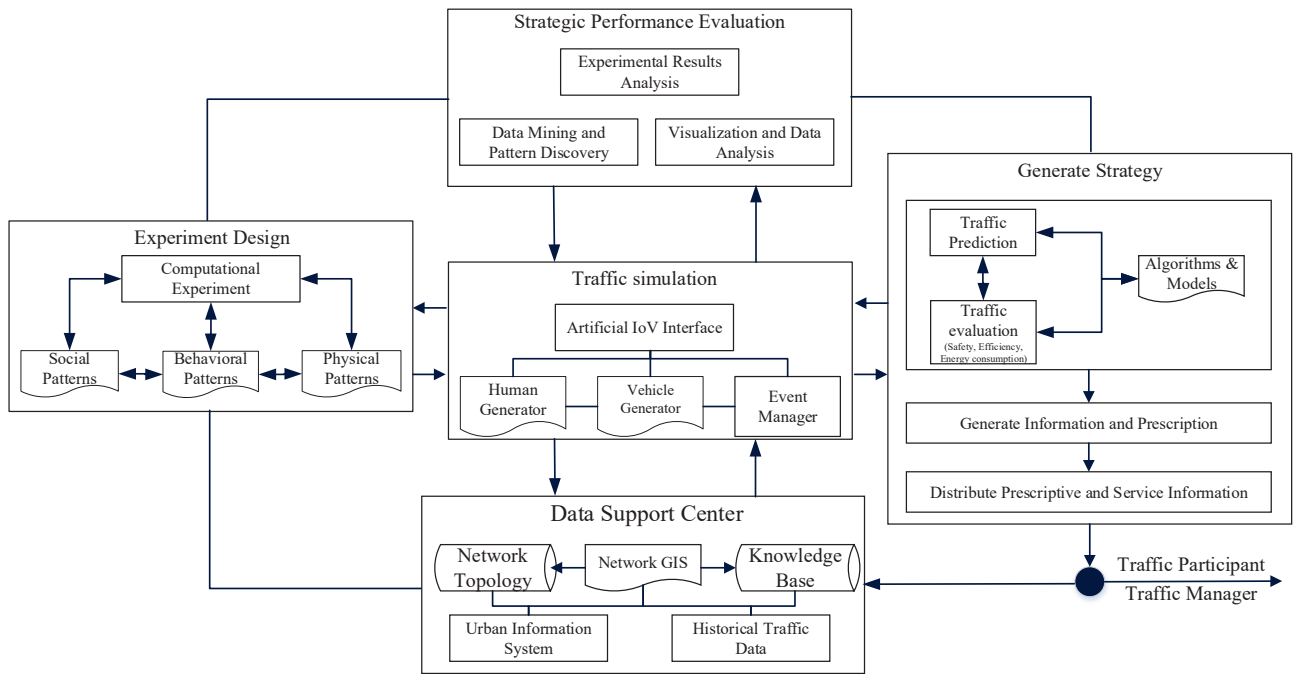 Strategic Performance Evaluation
Experimental Results
Analysis
Data Mining and
Pattern Discovery
Visualization and Data
Analysis
Experiment Design
Computational
Experiment
Social
Patterns
Behavioral
Patterns
Physical
Patterns
Traffic simulation
Artificial IoV Interface
Human
Generator
Vehicle
Generator
Event
Manager
Generate Strategy
Traffic
Prediction
Algorithms &
Models
Traffic
evaluation
(Safety, Efficiency,
Energy consumption)
Generate Information and Prescription
Distribute Prescriptive and Service Information
Data Support Center
Network
Topology
Network GIS
Knowledge
Base
Urban Information
System
Historical Traffic
Data
Traffic Participant
Traffic Manager